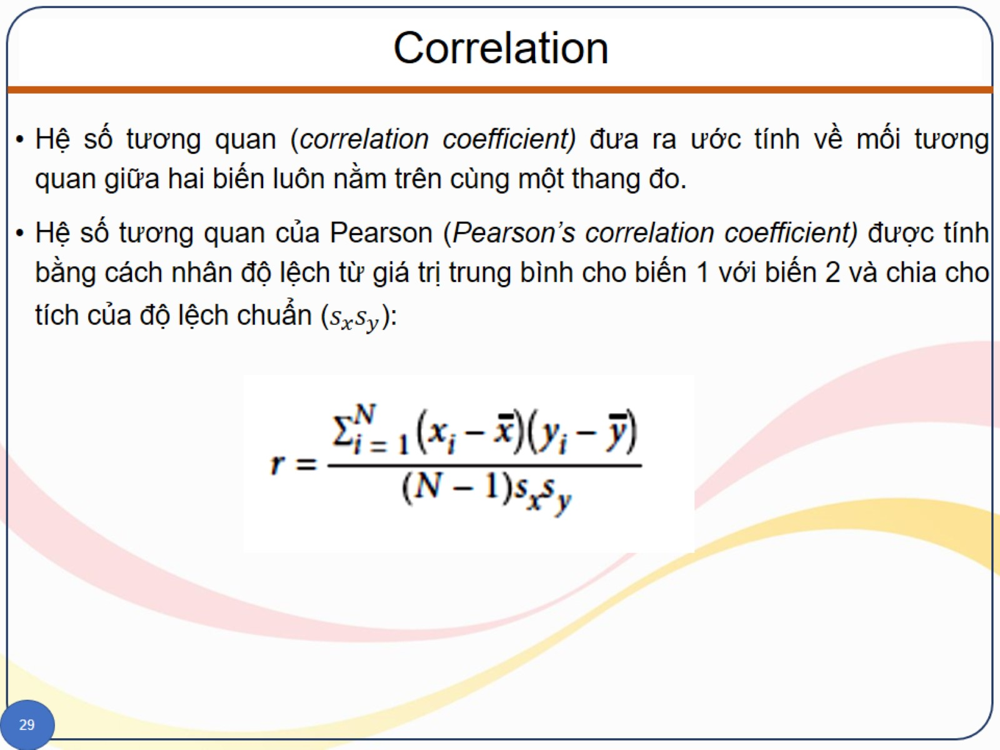 Correlation
• Hệ số tương quan (correlation coefficient) đưa ra ước tính về mối tương
quan giữa hai biến luôn nằm trên cùng một thang đo.
• Hệ số tương quan của Pearson (Pearson’s correlation coefficient) được tính
bằng cách nhân độ lệch từ giá trị trung bình cho biến 1 với biến 2 và chia cho
tích của độ lệch chuẩn (𝑠ₓ𝑠_𝑦):
r = \frac{\sum_{i=1}^{N}(x_i - \bar{x})(y_i - \bar{y})}{(N - 1)s_x s_y}
29